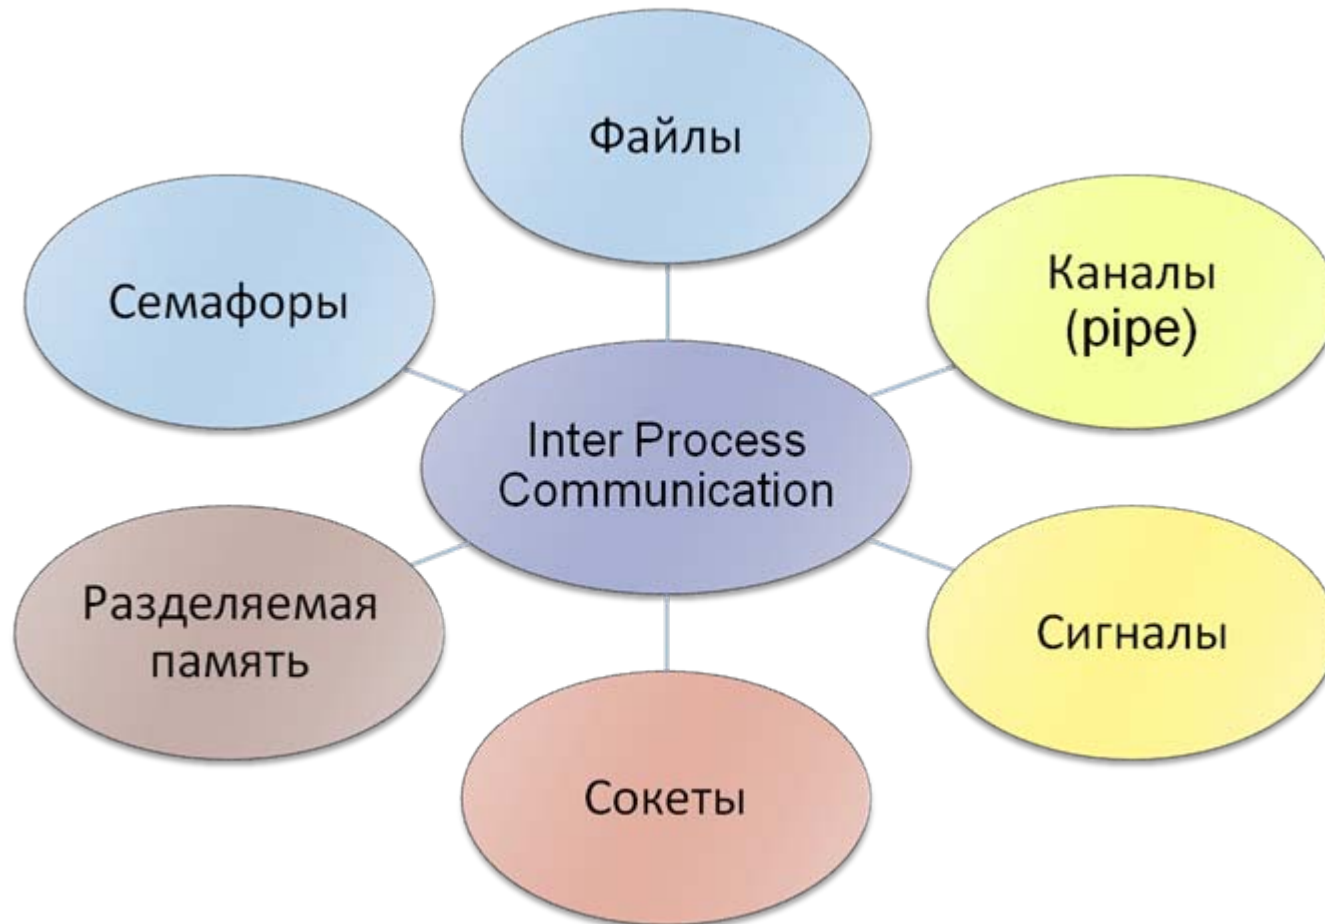 Файлы
Каналы
(pipe)
Семафоры
Inter Process
Communication
Разделяемая
память
Сигналы
Сокеты